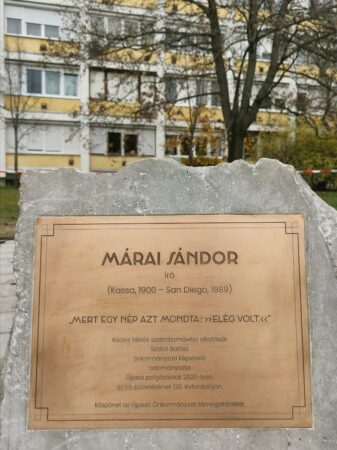 MÁRAI SÁNDOR
író
(Kassa, 1900 – San Diego, 1989)
„MERT EGY NÉP AZT MONDTA: >>ELÉG VOLT.<<"
Kocsis Miklós szobrászművész alkotását
Szabó Balázs
önkormányzati képviselő
adományozta
Újpest polgárainak 2020-ban,
az író születésének 120. évfordulóján.
Köszönet az Újpesti Önkormányzat támogatásáért.